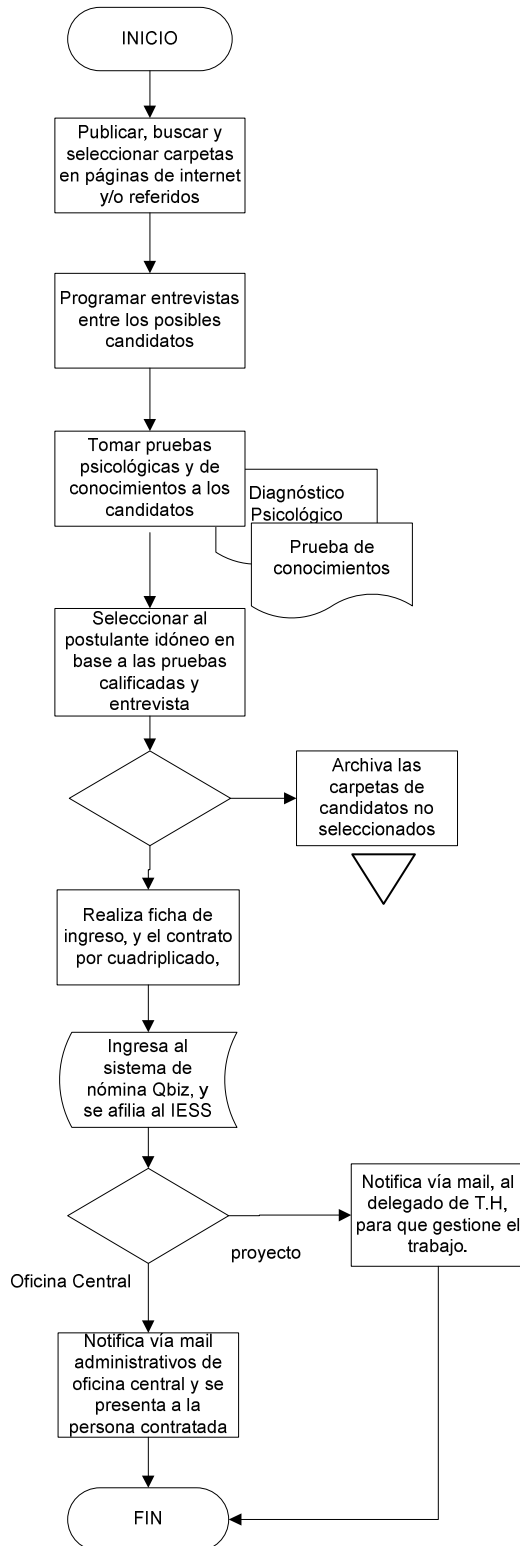 INICIO
Publicar, buscar y
seleccionar carpetas
en páginas de internet
y/o referidos
Programar entrevistas
entre los posibles
candidatos
Tomar pruebas
psicológicas y de
conocimientos a los
candidatos
Diagnóstico
Psicológico
Prueba de
conocimientos
Seleccionar al
postulante idóneo en
base a las pruebas
calificadas y
entrevista
Archiva las
carpetas de
candidatos no
seleccionados
Realiza ficha de
ingreso, y el contrato
por cuadriplicado,
Ingresa al
sistema de
nómina Qbiz, y
se afilia al IESS
Notifica vía mail, al
delegado de T.H,
para que gestione el
trabajo.
proyecto
Oficina Central
Notifica vía mail
administrativos de
oficina central y se
presenta a la
persona contratada
FIN